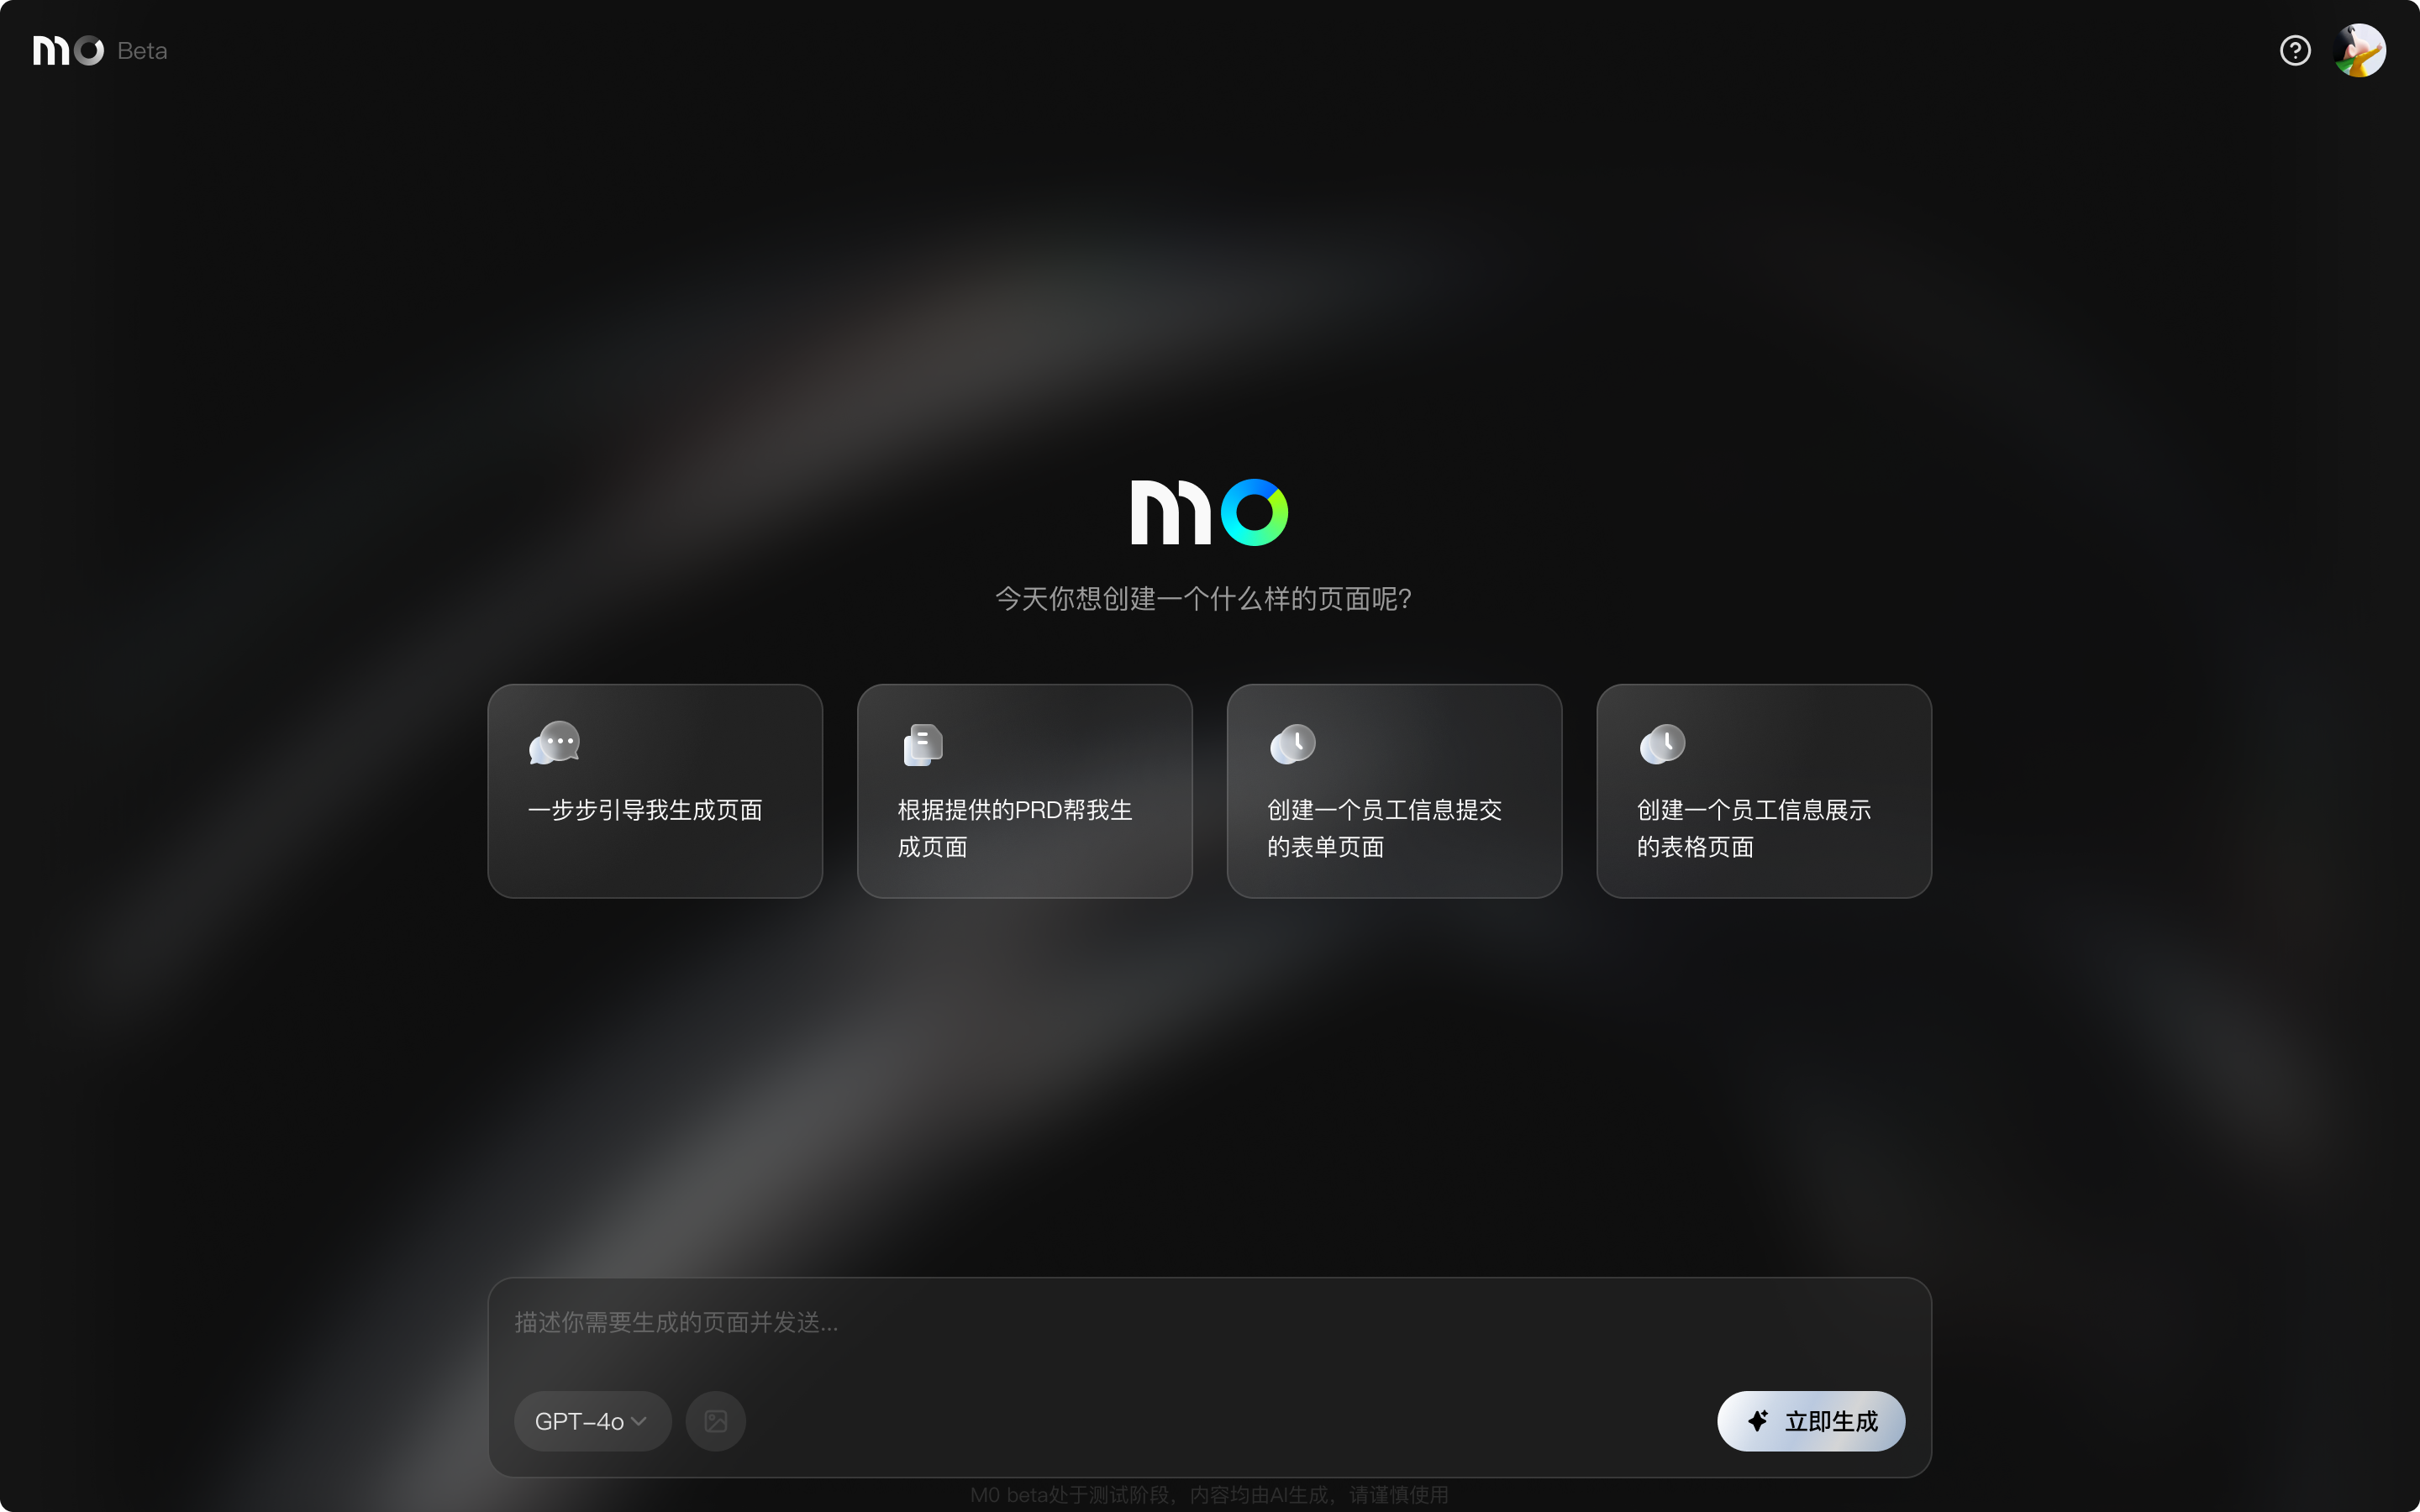 mo Beta
mo
今天你想创建一个什么样的页面呢?
一步步引导我生成页面
根据提供的PRD帮我生
成页面
创建一个员工信息提交
的表单页面
创建一个员工信息展示
的表格页面
描述你需要生成的页面并发送...
GPT-4o
立即生成
M0 beta处于测试阶段，内容均由AI生成，请谨慎使用